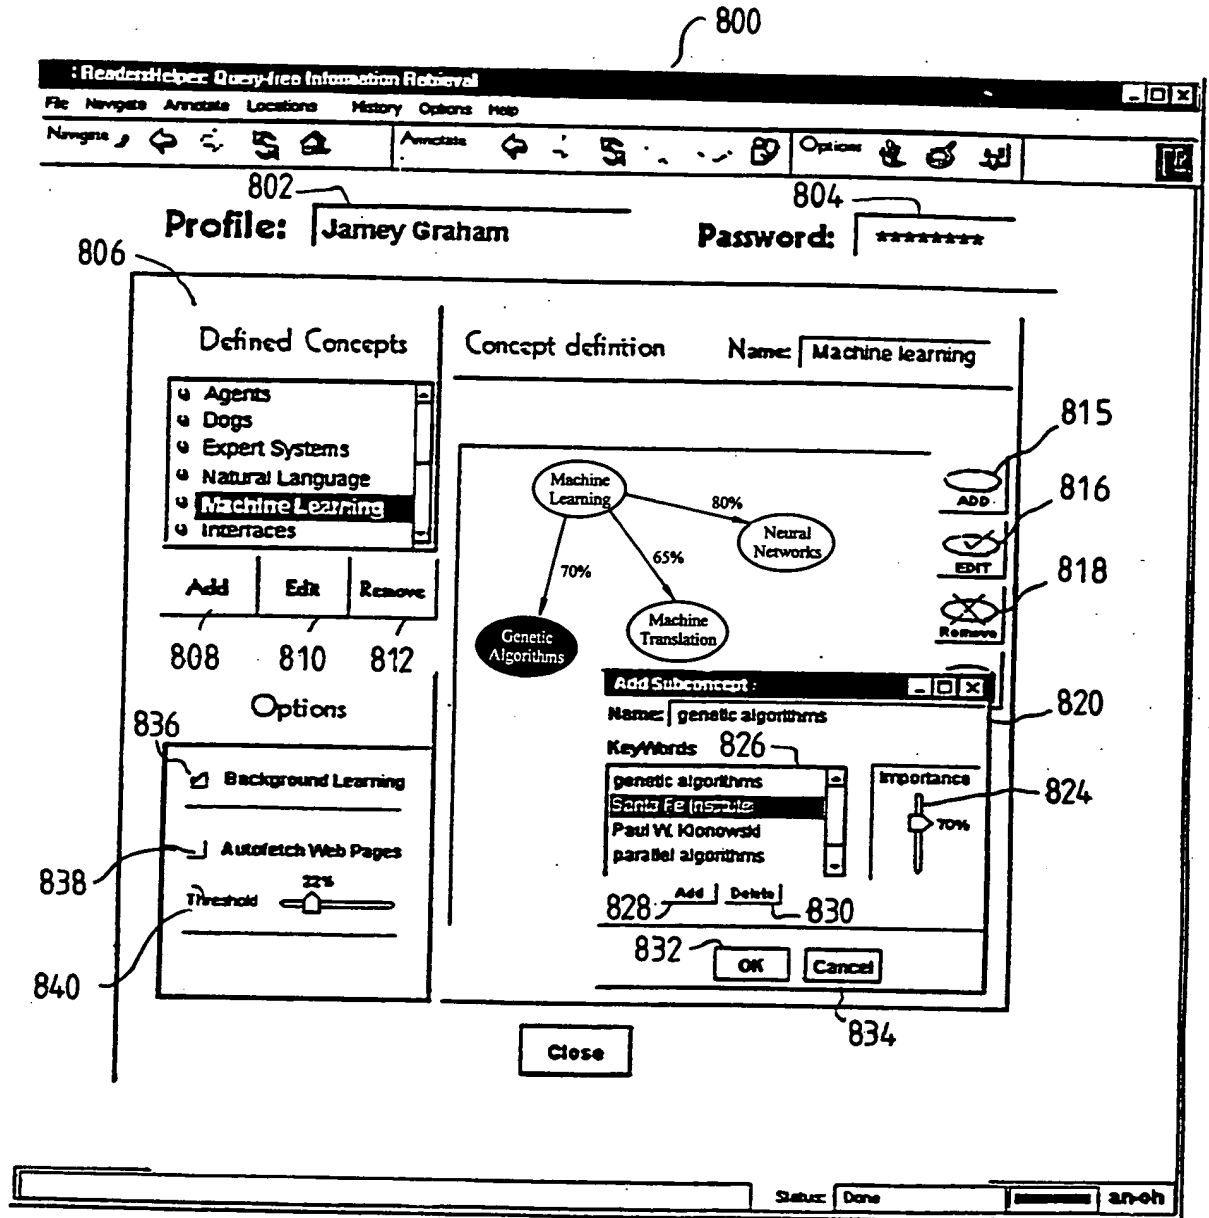 800
: ReadersHelper: Query-free Information Retrieval
File Navigate Annotate Locations History Options Help
Navigate Annotate Options
802 804
Profile: Jamey Graham Password: *********
806
Defined Concepts Concept defintion Name: Machine learning
Agents
Dogs
Expert Systems
Natural Language
Machine Learning
Interfaces
Add Edit Remove
808 810 812
Machine
Learning
80%
Neural
Networks
65%
70%
Machine
Translation
Genetic
Algorithms
815
ADD
816
EDIT
818
Remove
Options
836
Background Learning
Autofetch Web Pages
838
22%
Threshold
840
Add Subconcept :
820
Name: genetic algorithms
KeyWords 826
genetic algorithms
Santa Fe Institute
Paul W. Klonowski
parallel algorithms
Importance
824
70%
Add Delete
828 830
832
OK Cancel
834
Close
Status: Done an-oh